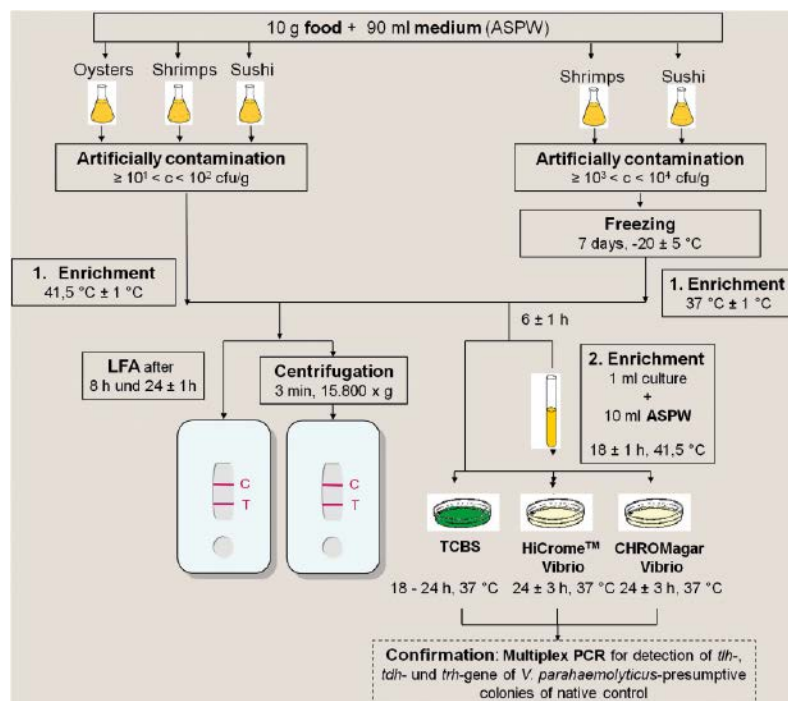 10 g food + 90 ml medium (ASPW)
Oysters
Shrimps
Sushi
Shrimps
Sushi
Artificially contamination
≥ 10¹ < c < 10² cfu/g
Artificially contamination
≥ 10³ < c < 10⁴ cfu/g
Freezing
7 days, -20 ± 5 °C
1. Enrichment
41,5 °C ± 1 °C
1. Enrichment
37 °C ± 1 °C
6 ± 1 h
LFA after
8 h und 24 ± 1h
Centrifugation
3 min, 15.800 x g
2. Enrichment
1 ml culture
+
10 ml ASPW
18 ± 1 h, 41,5 °C
C
T
C
T
TCBS
HiCrome™
Vibrio
CHROMagar
Vibrio
18 - 24 h, 37 °C
24 ± 3 h, 37 °C
24 ± 3 h, 37 °C
Confirmation: Multiplex PCR for detection of tlh-,
tdh- und trh-gene of V. parahaemolyticus-presumptive
colonies of native control